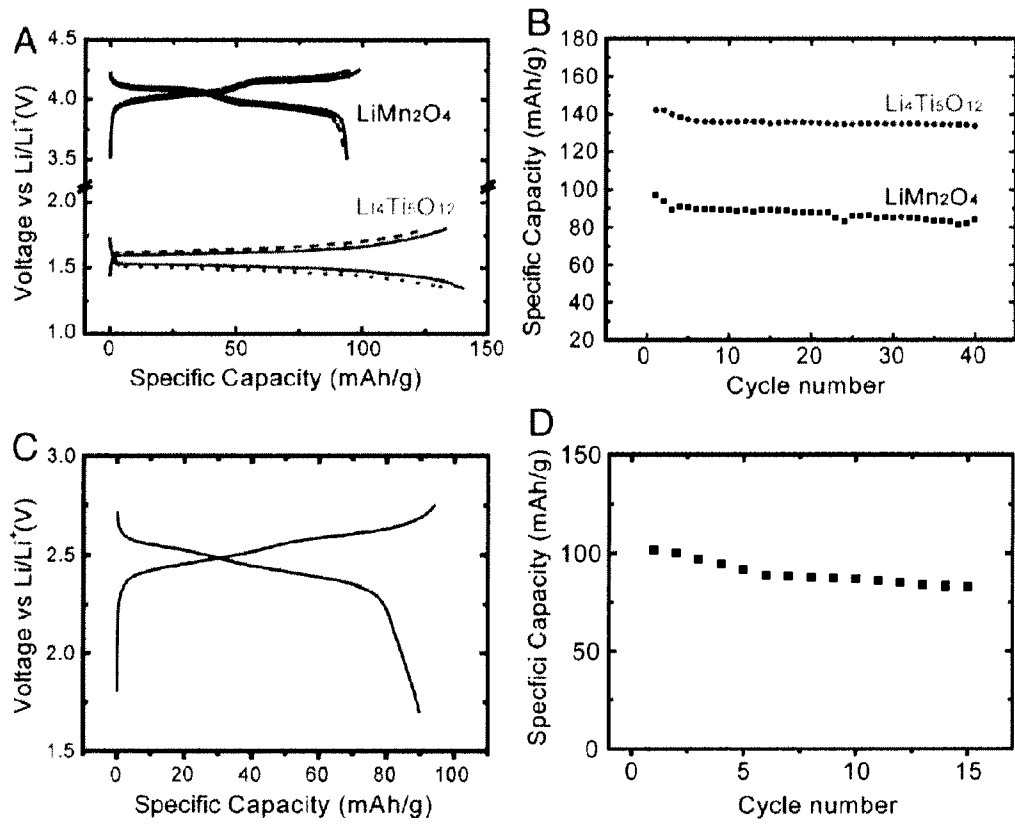 A
Voltage vs Li/Li⁺(V)
4.5
4.0
3.5
2.0
1.5
1.0
LiMn₂O₄
Li₄Ti₅O₁₂
0
50
100
150
Specific Capacity (mAh/g)
B
Specific Capacity (mAh/g)
180
160
140
120
100
80
60
40
20
Li₄Ti₅O₁₂
LiMn₂O₄
0
10
20
30
40
Cycle number
C
Voltage vs Li/Li⁺(V)
3.0
2.5
2.0
1.5
0
20
40
60
80
100
Specific Capacity (mAh/g)
D
Specfici Capacity (mAh/g)
150
100
50
0
0
5
10
15
Cycle number